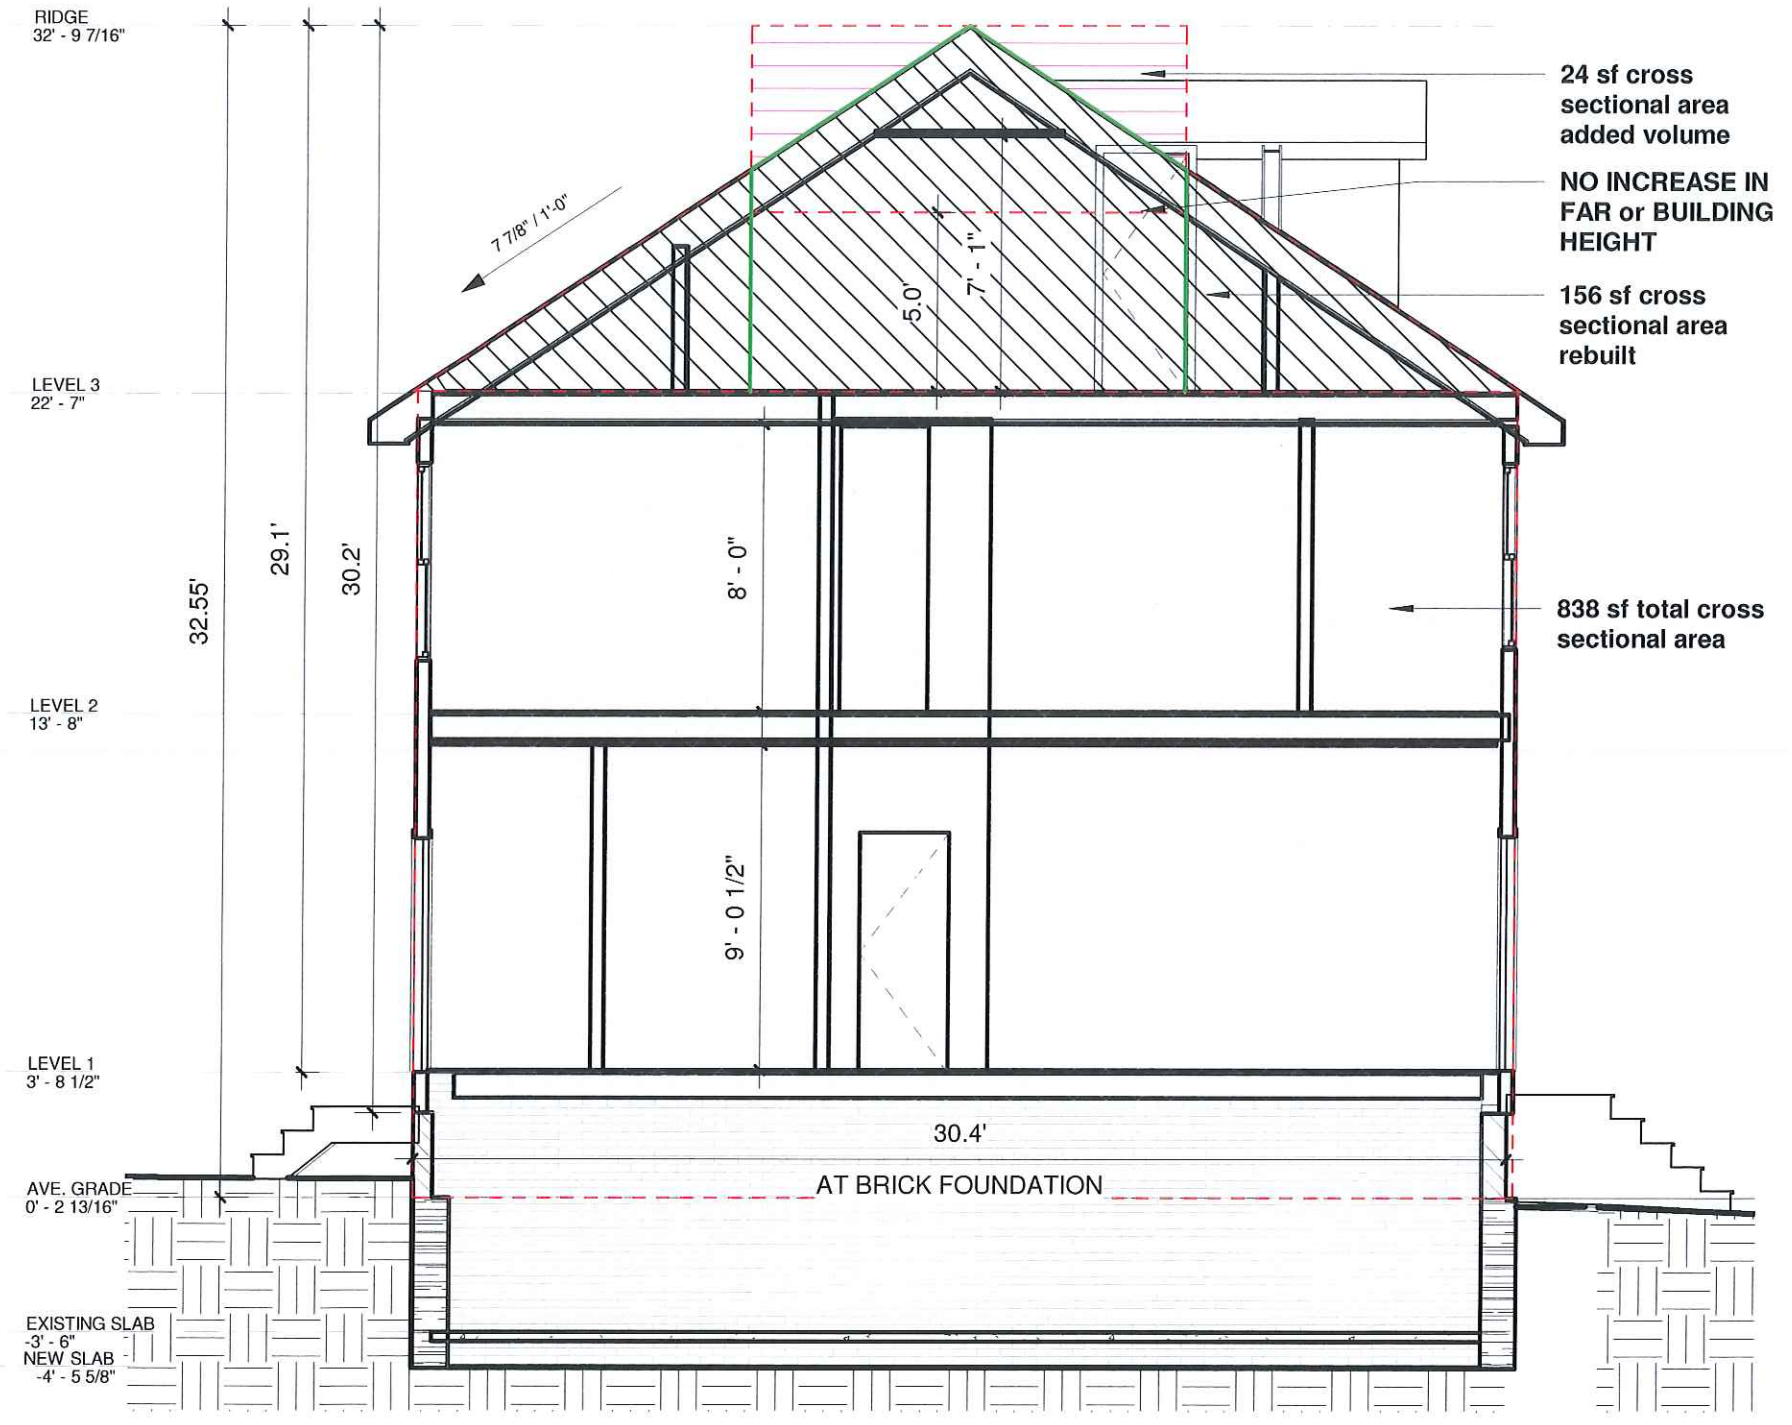 RIDGE
32' - 9 7/16"
24 sf cross
sectional area
added volume
NO INCREASE IN
FAR or BUILDING
HEIGHT
7 7/8" / 1'-0"
7' - 1"
5.0'
156 sf cross
sectional area
rebuilt
LEVEL 3
22' - 7"
29.1'
30.2'
32.55'
8' - 0"
838 sf total cross
sectional area
LEVEL 2
13' - 8"
9' - 0 1/2"
LEVEL 1
3' - 8 1/2"
30.4'
AT BRICK FOUNDATION
AVE. GRADE
0' - 2 13/16"
EXISTING SLAB
-3' - 6"
NEW SLAB
-4' - 5 5/8"